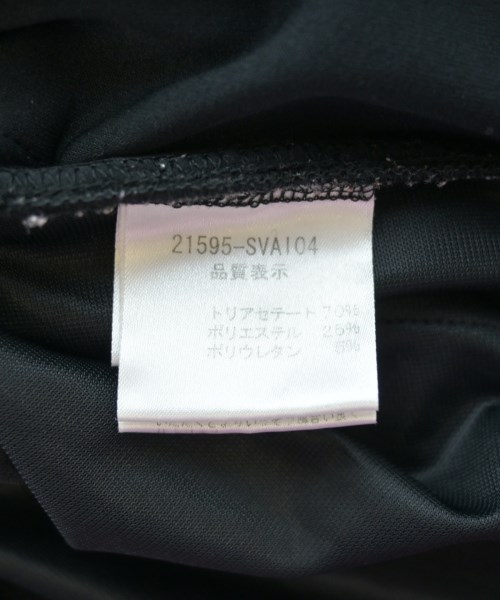 21595-SVAI04
品質表示
トリアセテート 70%
ポリエステル 25%
ポリウレタン 5%